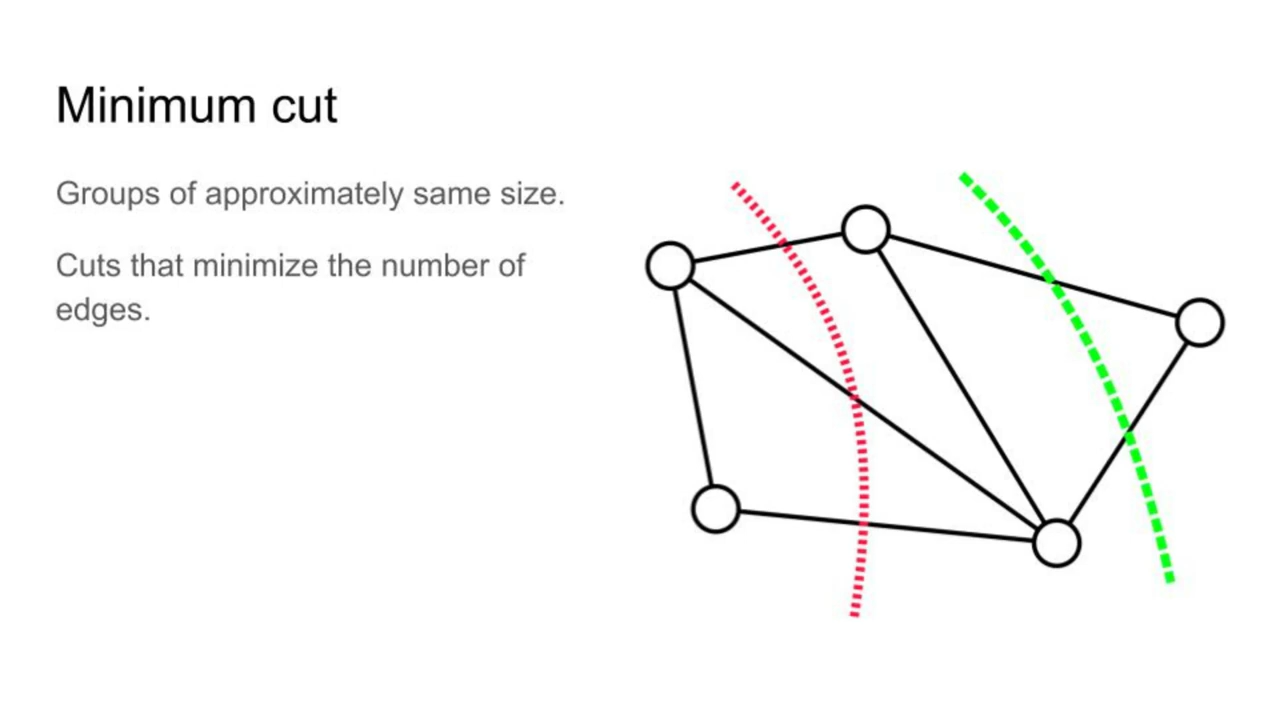 Minimum cut
Groups of approximately same size.
Cuts that minimize the number of
edges.